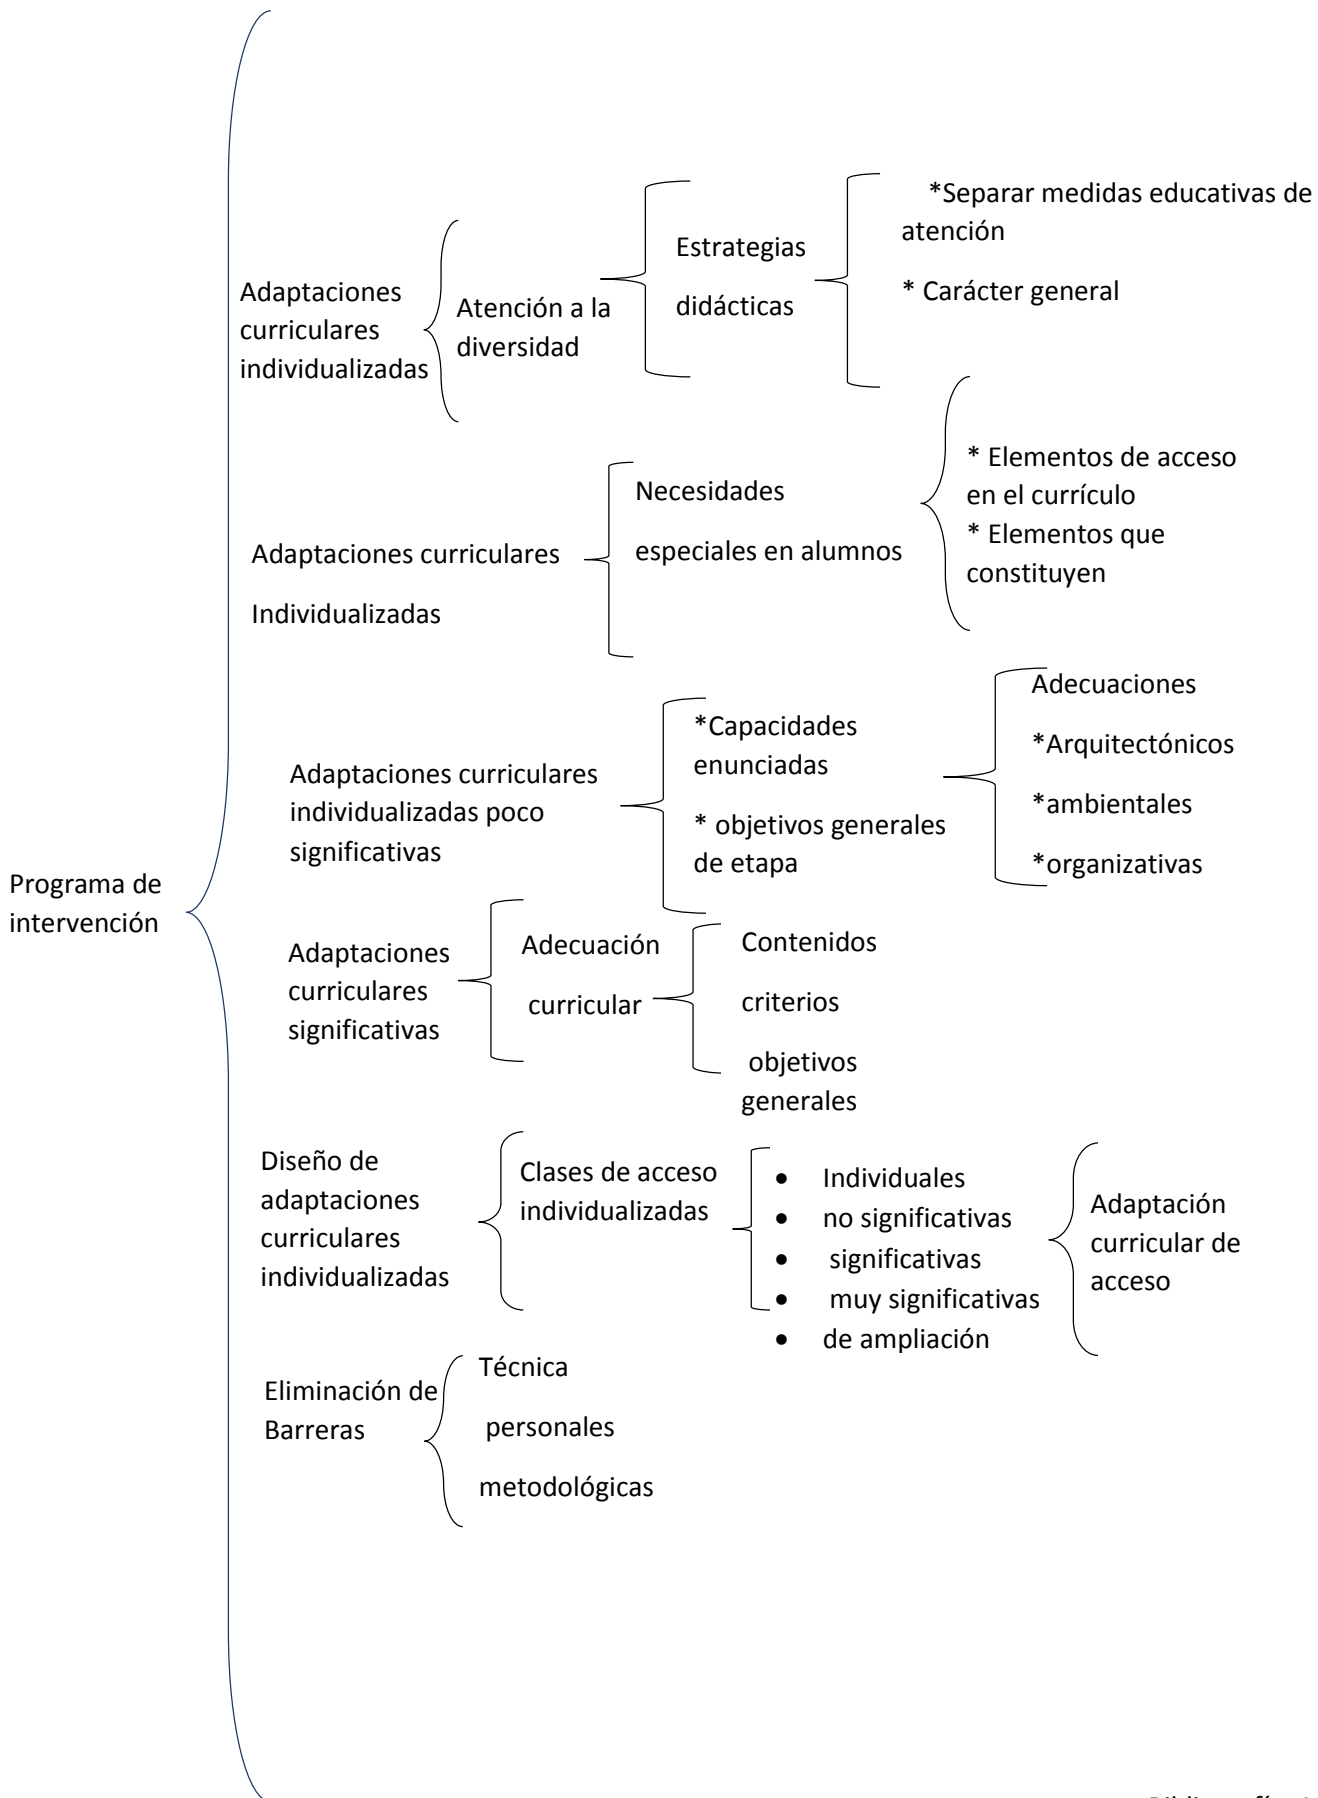 Programa de
intervención
Adaptaciones
curriculares
individualizadas
Atención a la
diversidad
Estrategias
didácticas
*Separar medidas educativas de
atención
* Carácter general
Adaptaciones curriculares
Individualizadas
Necesidades
especiales en alumnos
* Elementos de acceso
en el currículo
* Elementos que
constituyen
Adaptaciones curriculares
individualizadas poco
significativas
*Capacidades
enunciadas
* objetivos generales
de etapa
Adecuaciones
*Arquitectónicos
*ambientales
*organizativas
Adaptaciones
curriculares
significativas
Adecuación
curricular
Contenidos
criterios
objetivos
generales
Diseño de
adaptaciones
curriculares
individualizadas
Clases de acceso
individualizadas
• Individuales
• no significativas
• significativas
• muy significativas
• de ampliación
Adaptación
curricular de
acceso
Eliminación de
Barreras
Técnica
personales
metodológicas